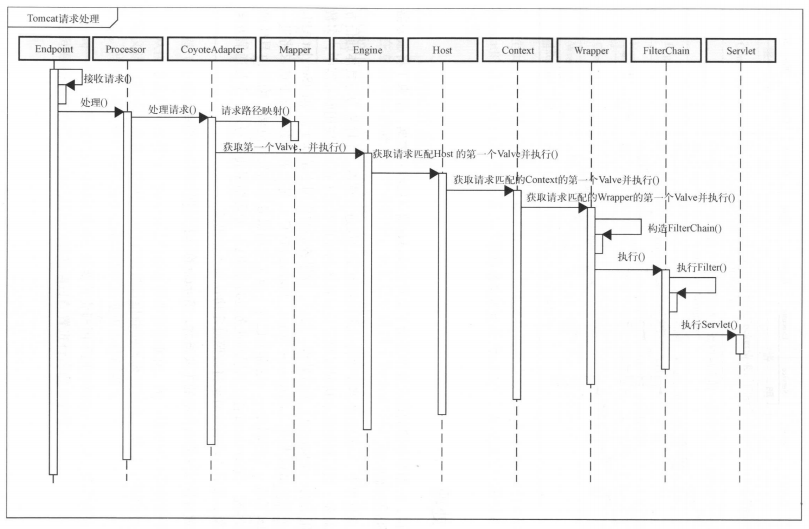 Tomcat请求处理
Endpoint Processor CoyoteAdapter Mapper Engine Host Context Wrapper FilterChain Servlet
接收请求()
处理() 处理请求() 请求路径映射()
获取第一个Valve，并执行() 获取请求匹配Host 的第一个Valve并执行()
获取请求匹配的Context的第一个Valve并执行()
获取请求匹配的Wrapper的第一个Valve并执行()
构造FilterChain()
执行()
执行Filter()
执行Servlet()